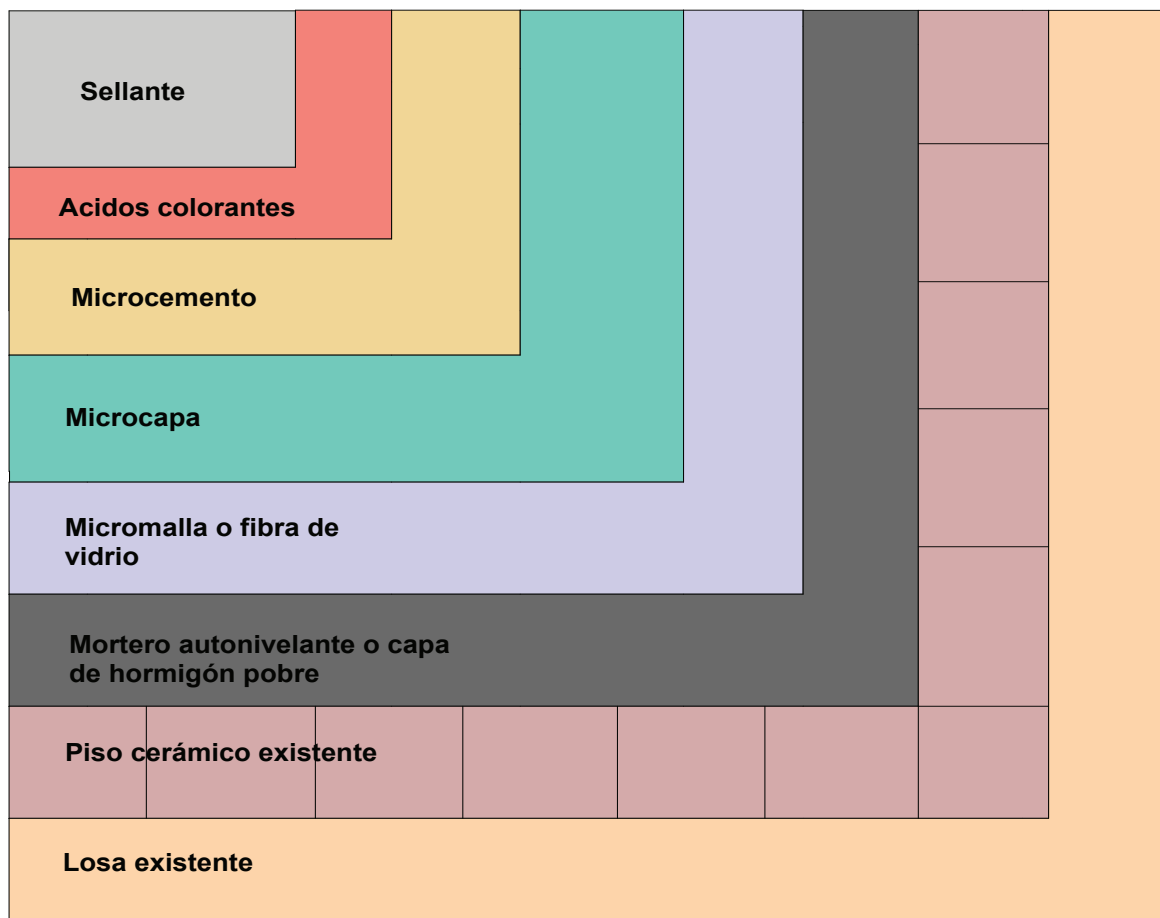 Sellante
Acidos colorantes
Microcemento
Microcapa
Micromalla o fibra de
vidrio
Mortero autonivelante o capa
de hormigón pobre
Piso cerámico existente
Losa existente